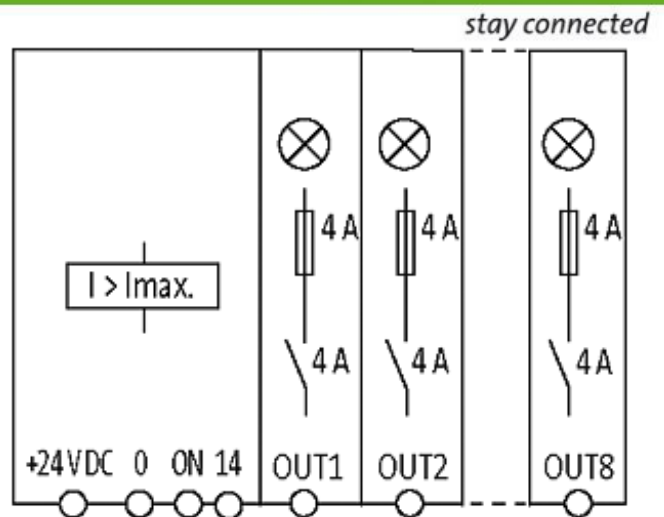 stay connected
4 A 4 A 4 A
I > Imax.
4 A 4 A 4 A
+24VDC 0 ON 14 OUT1 OUT2 OUT8